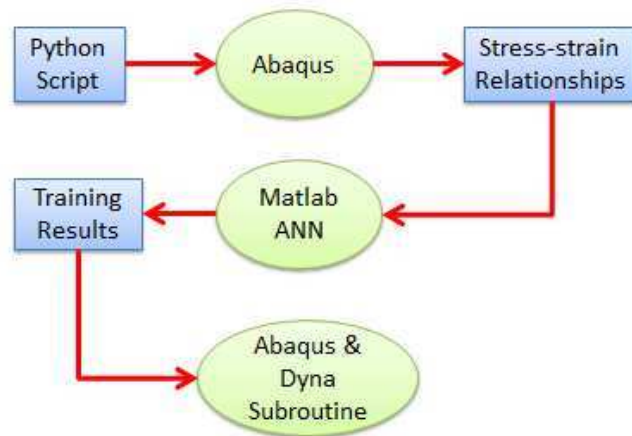 Python
Script
Abaqus
Stress-strain
Relationships
Training
Results
Matlab
ANN
Abaqus &
Dyna
Subroutine